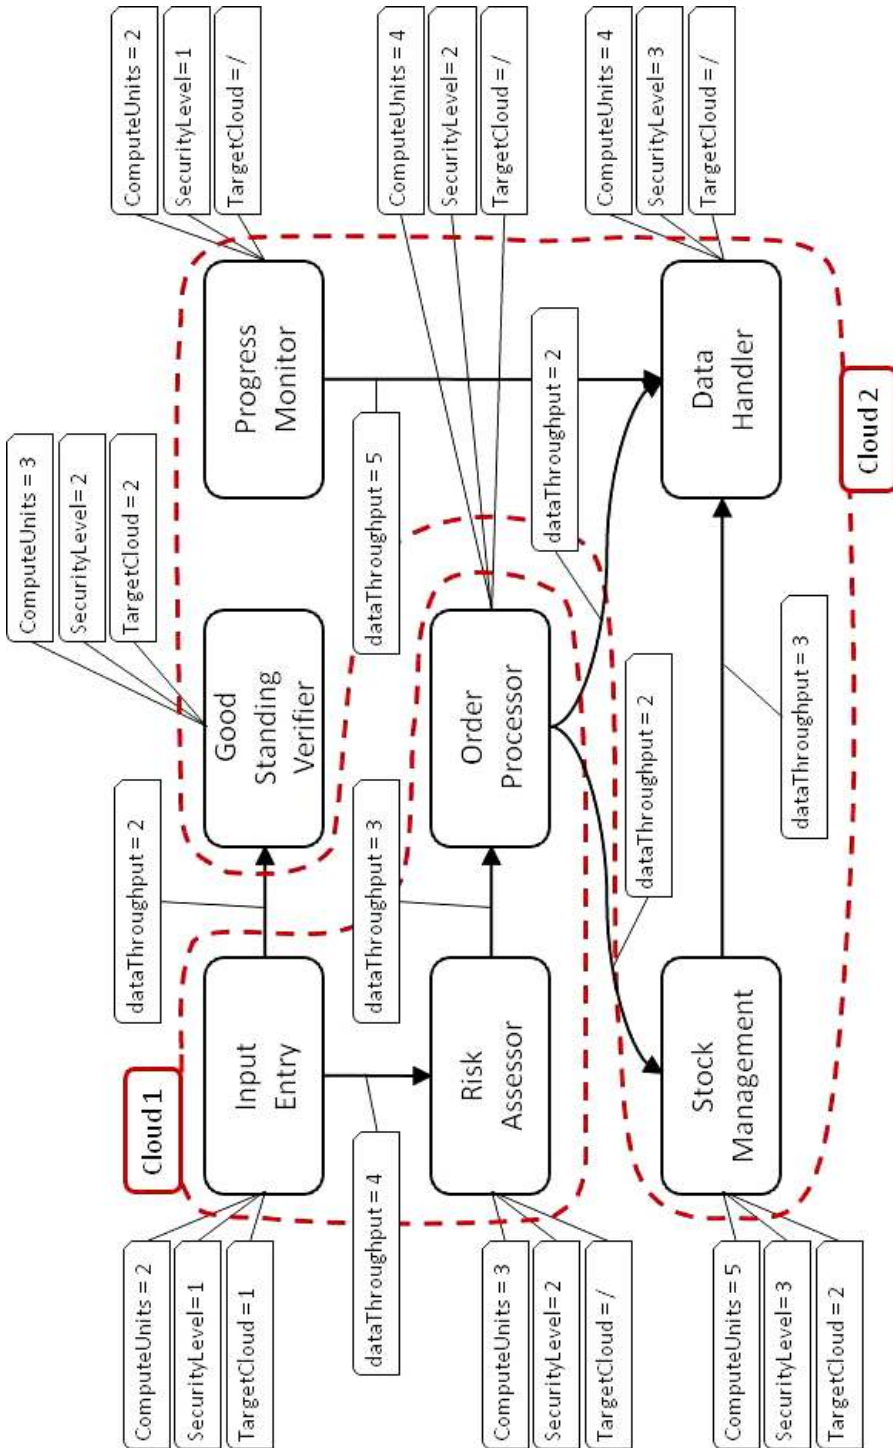 ComputeUnits = 3
SecurityLevel= 2
TargetCloud = 2
Cloud 1
ComputeUnits = 2
SecurityLevel= 1
TargetCloud = 1
Input
Entry
dataThroughput = 2
Good
Standing
Verifier
Progress
Monitor
ComputeUnits = 2
SecurityLevel= 1
TargetCloud = /
dataThroughput = 4
dataThroughput = 3
dataThroughput = 5
ComputeUnits = 4
SecurityLevel= 2
TargetCloud = /
ComputeUnits = 3
SecurityLevel= 2
TargetCloud = /
Risk
Assessor
Order
Processor
dataThroughput = 2
dataThroughput = 2
ComputeUnits = 5
SecurityLevel= 3
TargetCloud = 2
Stock
Management
dataThroughput = 3
Data
Handler
ComputeUnits = 4
SecurityLevel= 3
TargetCloud = /
Cloud 2